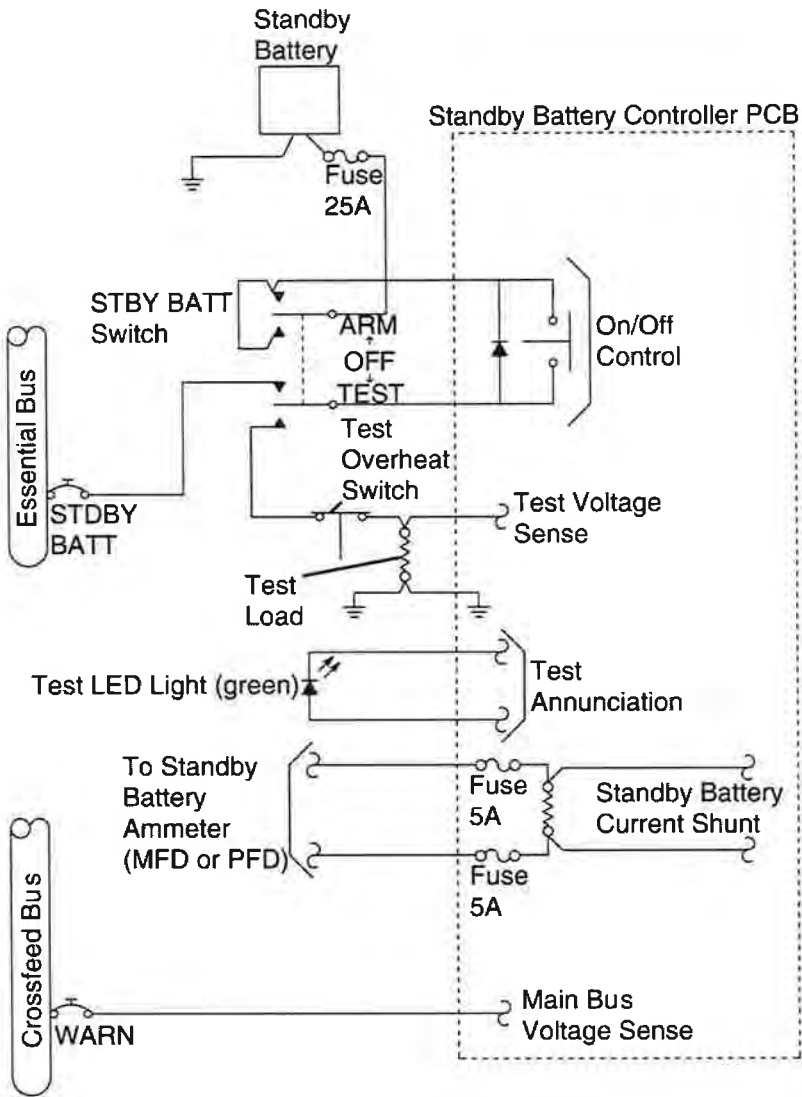 Standby
Battery
Standby Battery Controller PCB
Fuse
25A
STBY BATT
Switch
ARM
OFF
TEST
On/Off
Control
Essential Bus
STDBY
BATT
Test
Overheat
Switch
Test Voltage
Sense
Test
Load
Test LED Light (green)
Test
Annunciation
To Standby
Battery
Ammeter
(MFD or PFD)
Fuse
5A
Fuse
5A
Standby Battery
Current Shunt
Crossfeed Bus
WARN
Main Bus
Voltage Sense